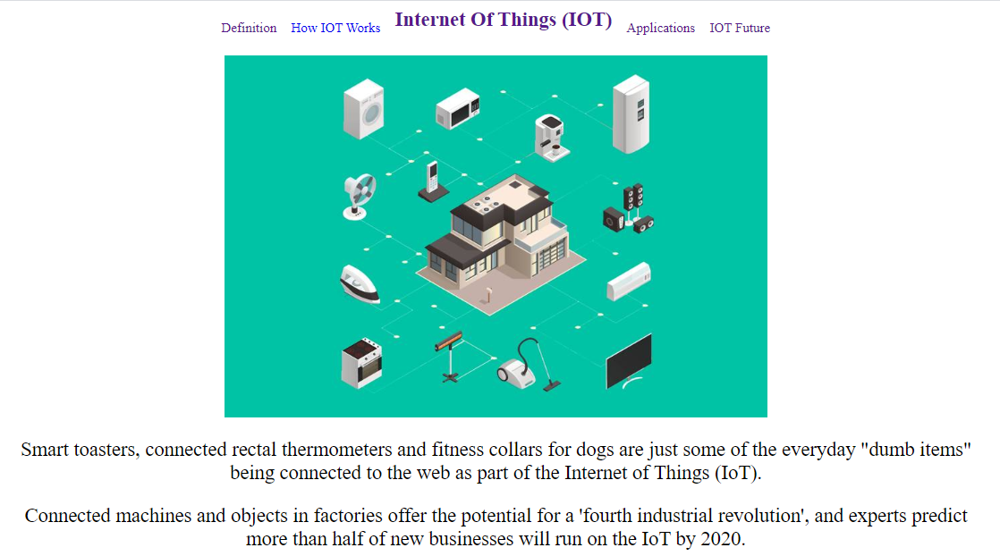 Definition How IOT Works Internet Of Things (IOT) Applications IOT Future
Smart toasters, connected rectal thermometers and fitness collars for dogs are just some of the everyday "dumb items"
being connected to the web as part of the Internet of Things (IoT).
Connected machines and objects in factories offer the potential for a 'fourth industrial revolution', and experts predict
more than half of new businesses will run on the IoT by 2020.